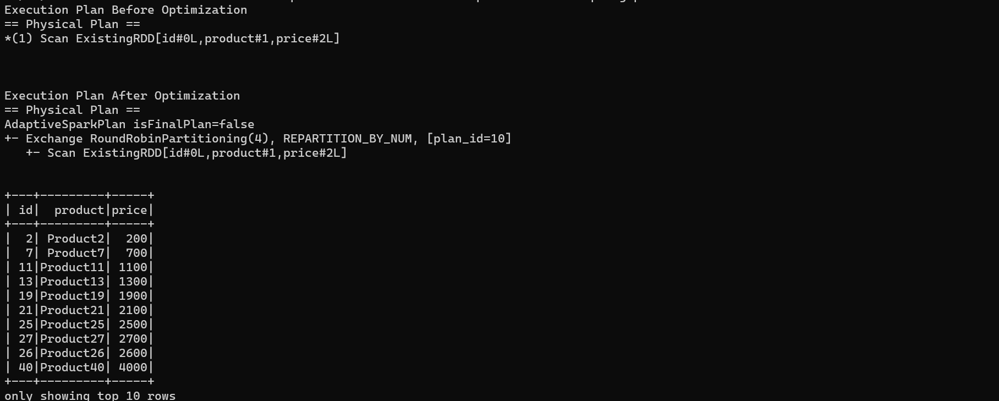 Execution Plan Before Optimization
== Physical Plan ==
*(1) Scan ExistingRDD[id#0L,product#1,price#2L]
Execution Plan After Optimization
== Physical Plan ==
AdaptiveSparkPlan isFinalPlan=false
+- Exchange RoundRobinPartitioning(4), REPARTITION_BY_NUM, [plan_id=10]
   +- Scan ExistingRDD[id#0L,product#1,price#2L]
+---+---------+-----+
| id|  product|price|
+---+---------+-----+
|  2| Product2|  200|
|  7| Product7|  700|
| 11|Product11| 1100|
| 13|Product13| 1300|
| 19|Product19| 1900|
| 21|Product21| 2100|
| 25|Product25| 2500|
| 27|Product27| 2700|
| 26|Product26| 2600|
| 40|Product40| 4000|
+---+---------+-----+
only showing top 10 rows